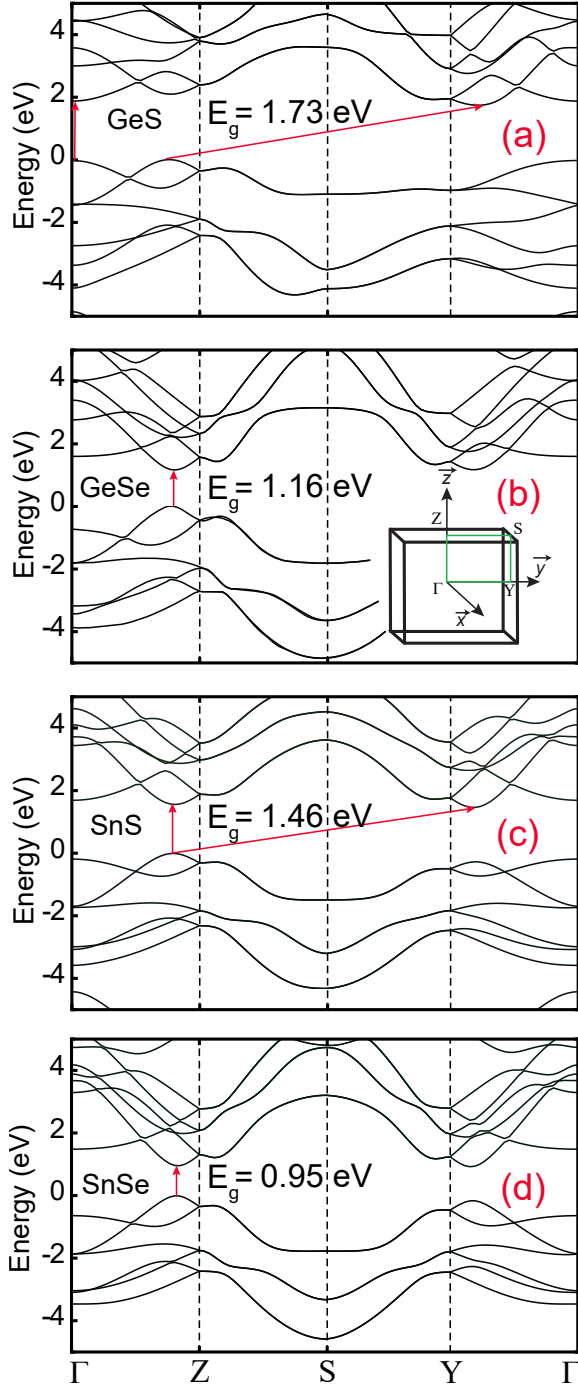 Energy (eV)
4
2
0
-2
-4
GeS
E_g = 1.73 eV
(a)
Energy (eV)
4
2
0
-2
-4
GeSe
E_g = 1.16 eV
(b)
z
Z
S
Γ
Y
y
x
Energy (eV)
4
2
0
-2
-4
SnS
E_g = 1.46 eV
(c)
Energy (eV)
4
2
0
-2
-4
SnSe
E_g = 0.95 eV
(d)
Γ Z S Y Γ